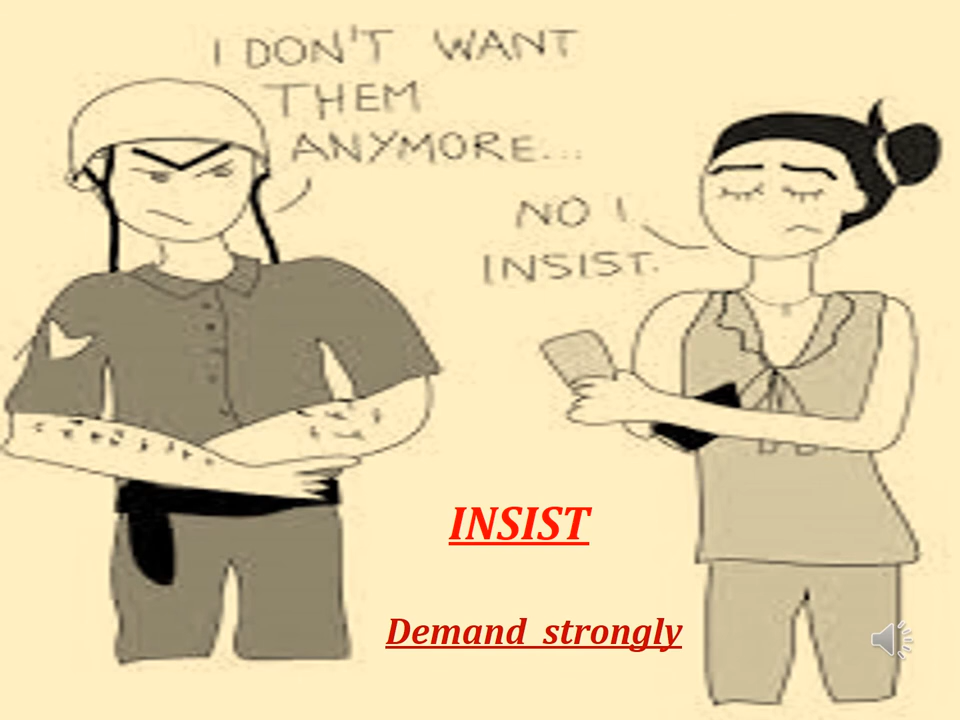 I DON'T WANT
THEM
ANYMORE...
NO I
INSIST.
INSIST
Demand strongly